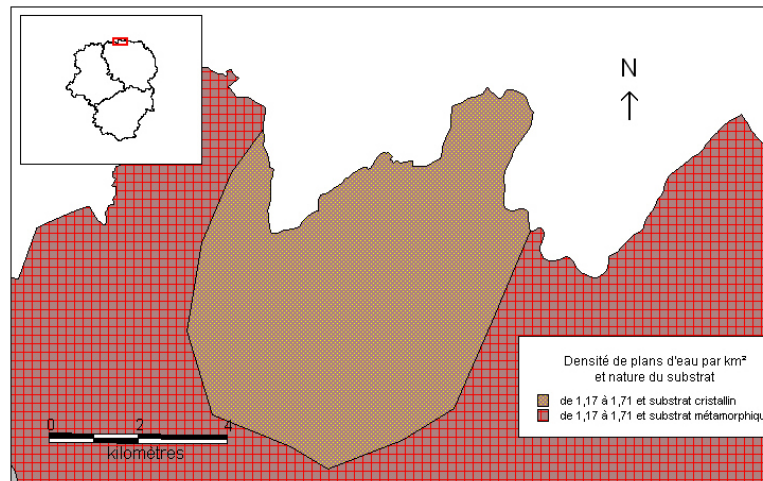 N
Densité de plans d'eau par km²
et nature du substrat
de 1,17 à 1,71 et substrat cristallin
de 1,17 à 1,71 et substrat métamorphiqu
0 2 4
kilomètres